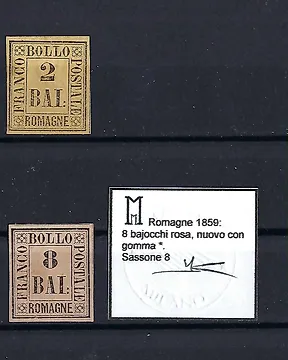 BOLLO
FRANCO
2
BAI
POSTALE
ROMAGNE
BOLLO
FRANCO
8
BAI
POSTALE
ROMAGNE
Romagne 1859:
8 bajocchi rosa, nuovo con
gomma *.
Sassone 8
MILANO